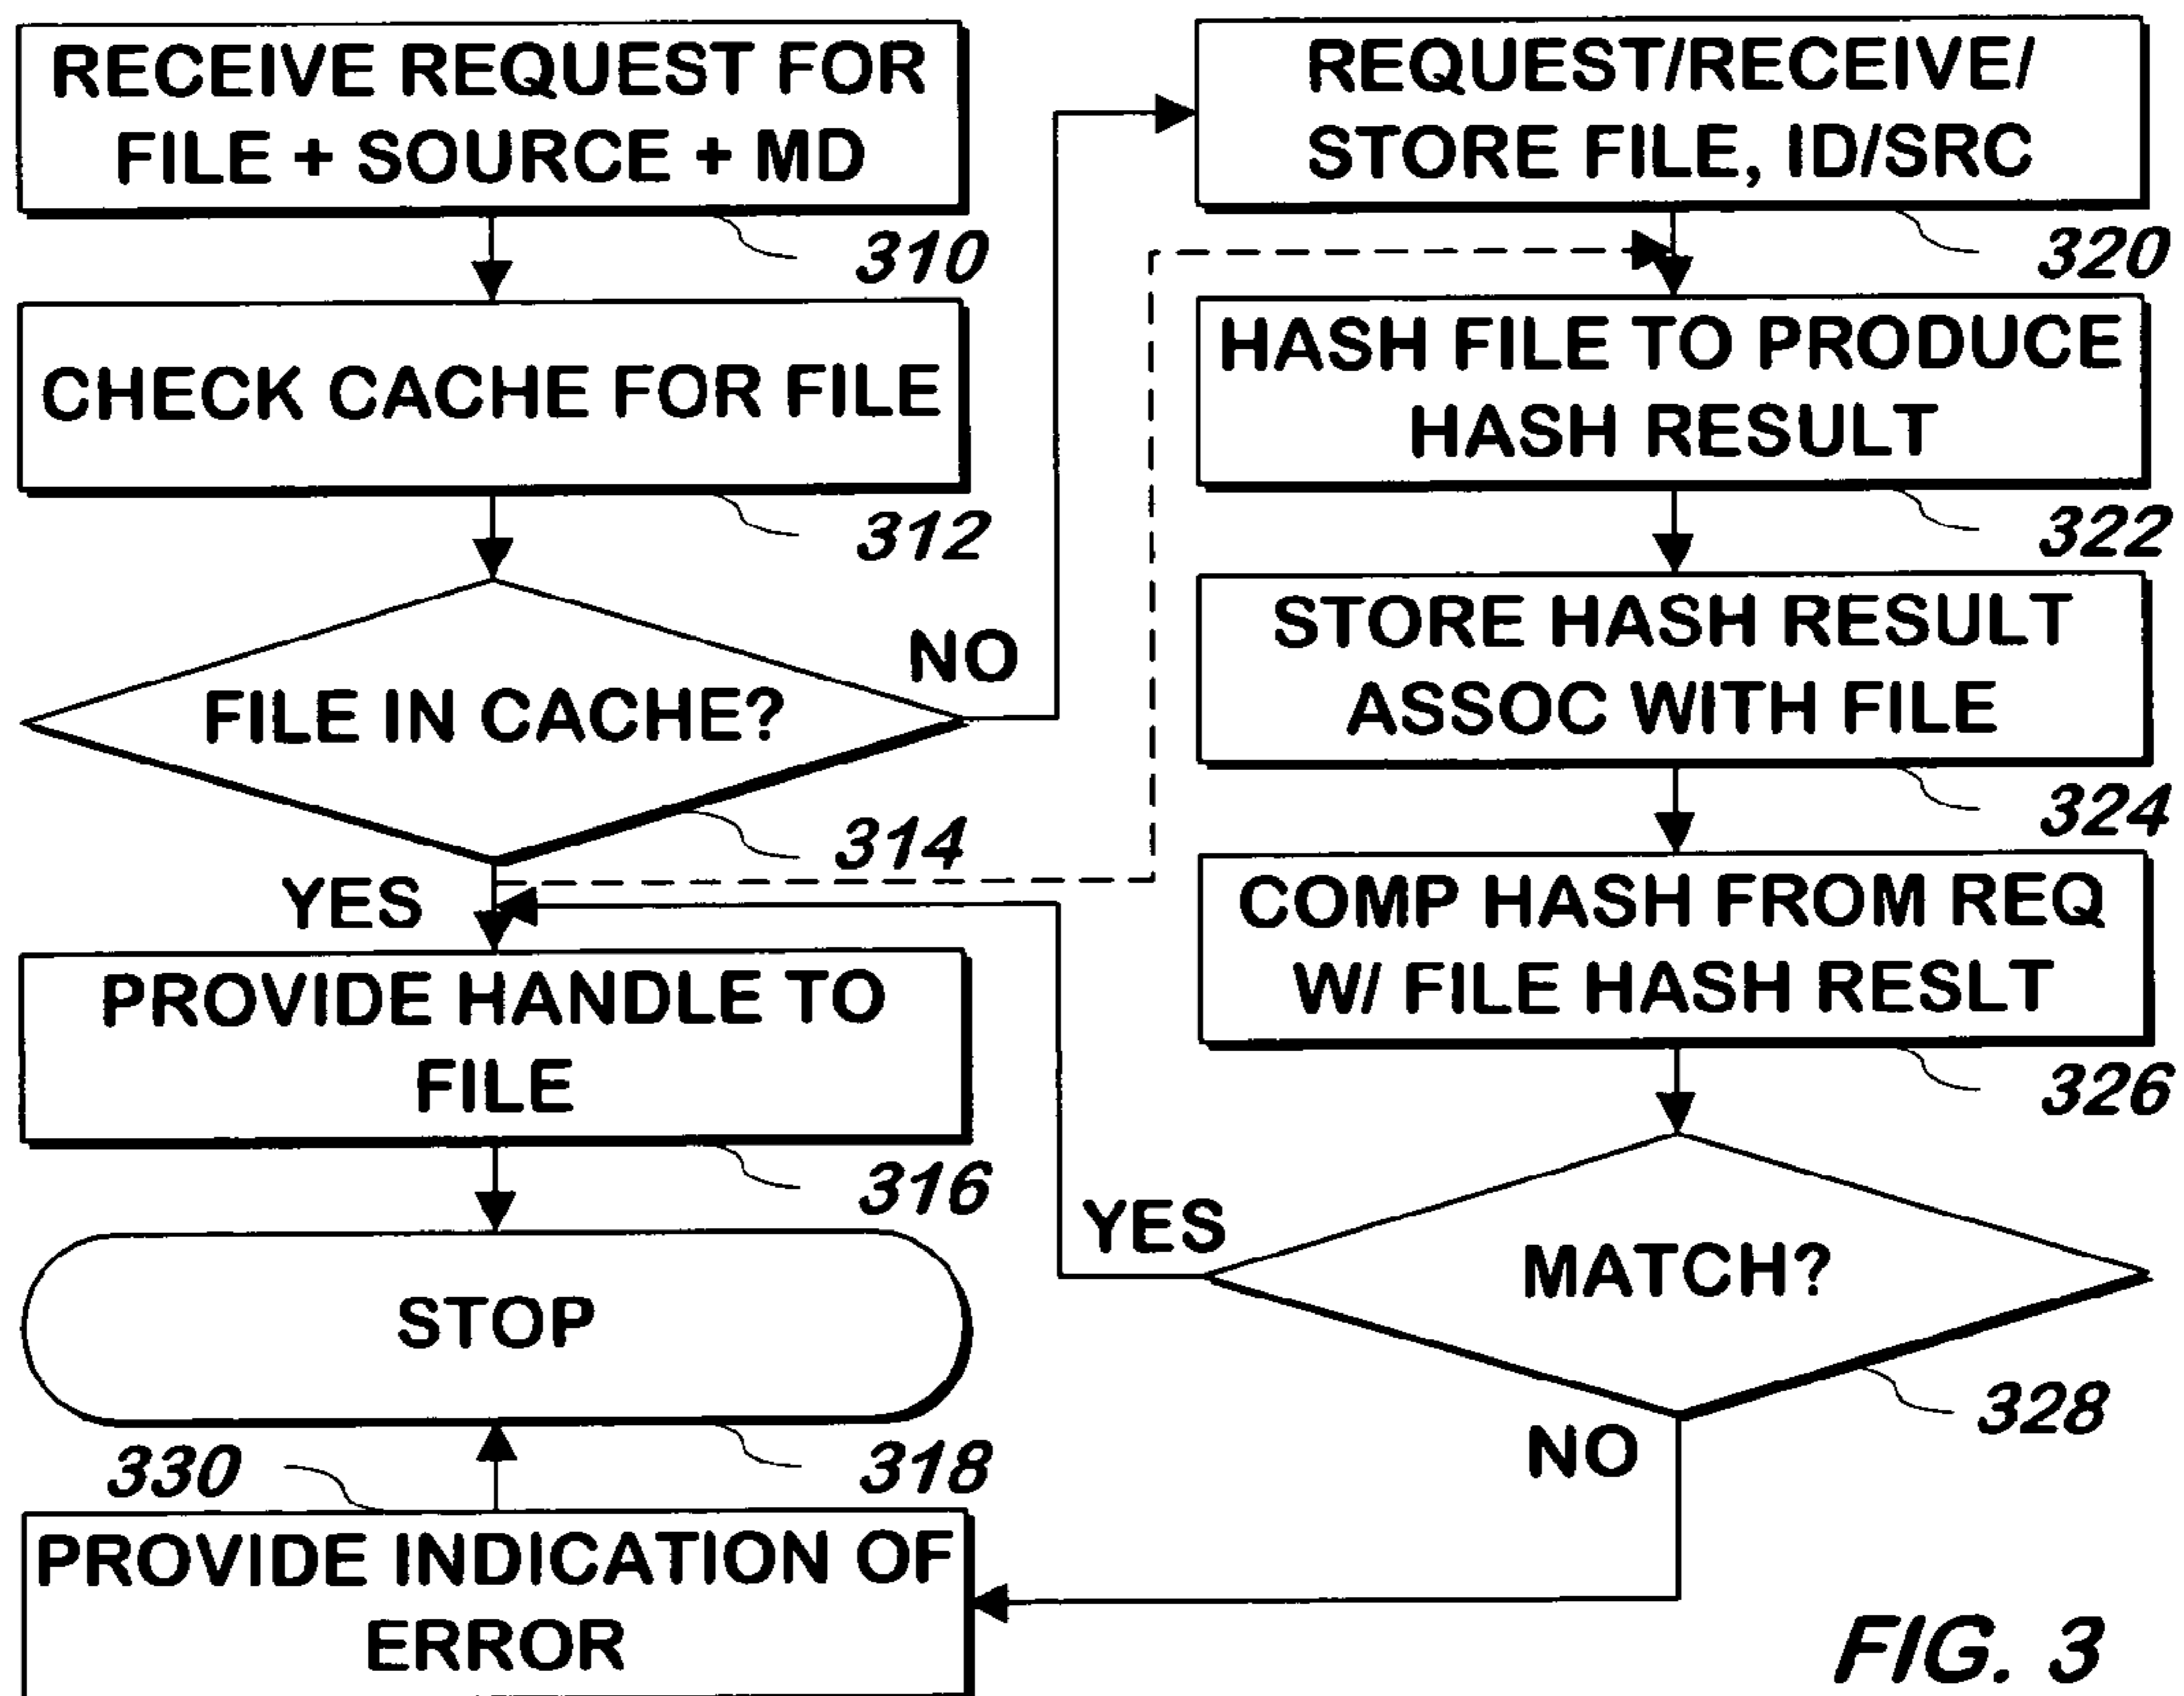 RECEIVE REQUEST FOR
FILE + SOURCE + MD
310
CHECK CACHE FOR FILE
312
FILE IN CACHE?
NO
314
YES
PROVIDE HANDLE TO
FILE
316
STOP
318
330
PROVIDE INDICATION OF
ERROR
REQUEST/RECEIVE/
STORE FILE, ID/SRC
320
HASH FILE TO PRODUCE
HASH RESULT
322
STORE HASH RESULT
ASSOC WITH FILE
324
COMP HASH FROM REQ
W/ FILE HASH RESLT
326
MATCH?
YES
328
NO
FIG. 3